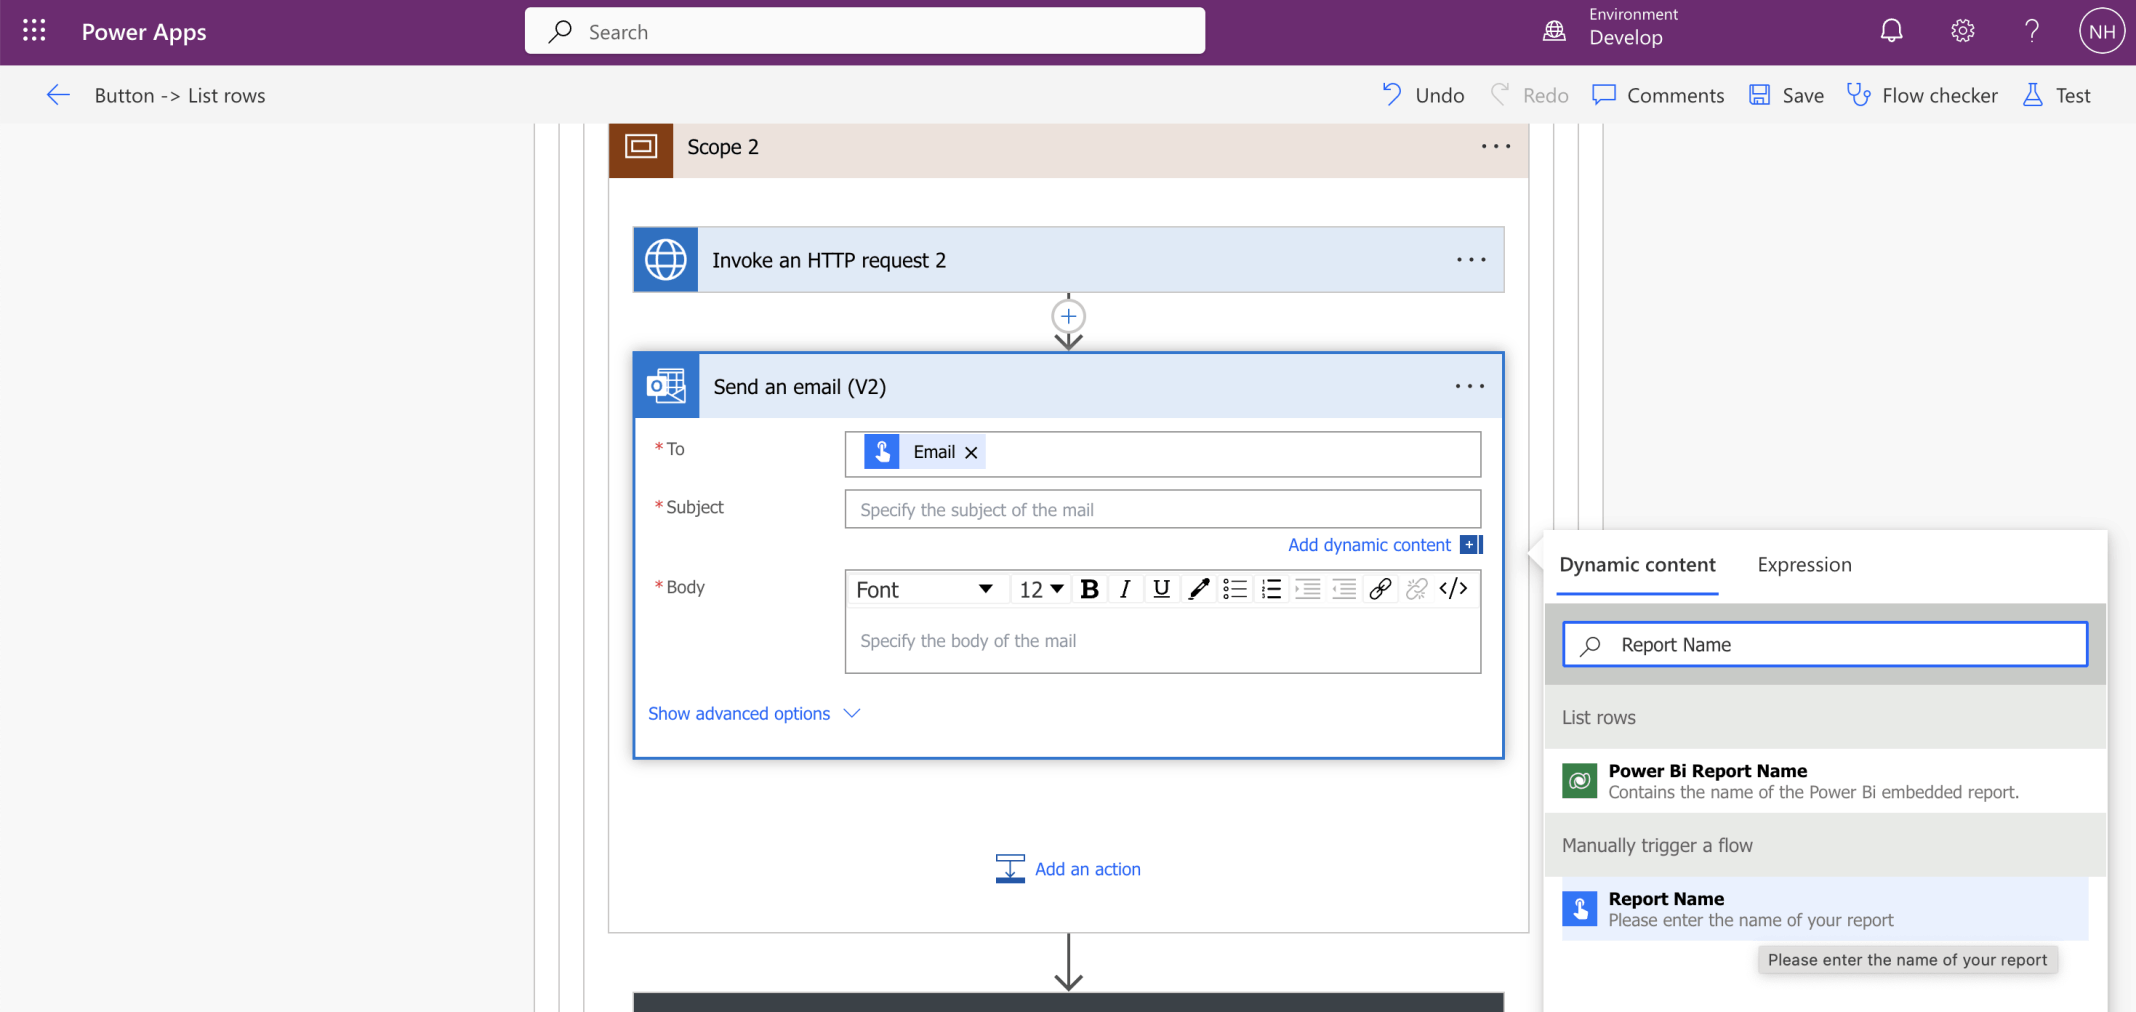 Power Apps
Search
Environment
Develop
NH
Button -> List rows
Undo
Redo
Comments
Save
Flow checker
Test
Scope 2
Invoke an HTTP request 2
Send an email (V2)
* To
Email
* Subject
Specify the subject of the mail
Add dynamic content
* Body
Font
12
B
I
U
</>
Specify the body of the mail
Show advanced options
Add an action
Dynamic content
Expression
Report Name
List rows
Power Bi Report Name
Contains the name of the Power Bi embedded report.
Manually trigger a flow
Report Name
Please enter the name of your report
Please enter the name of your report